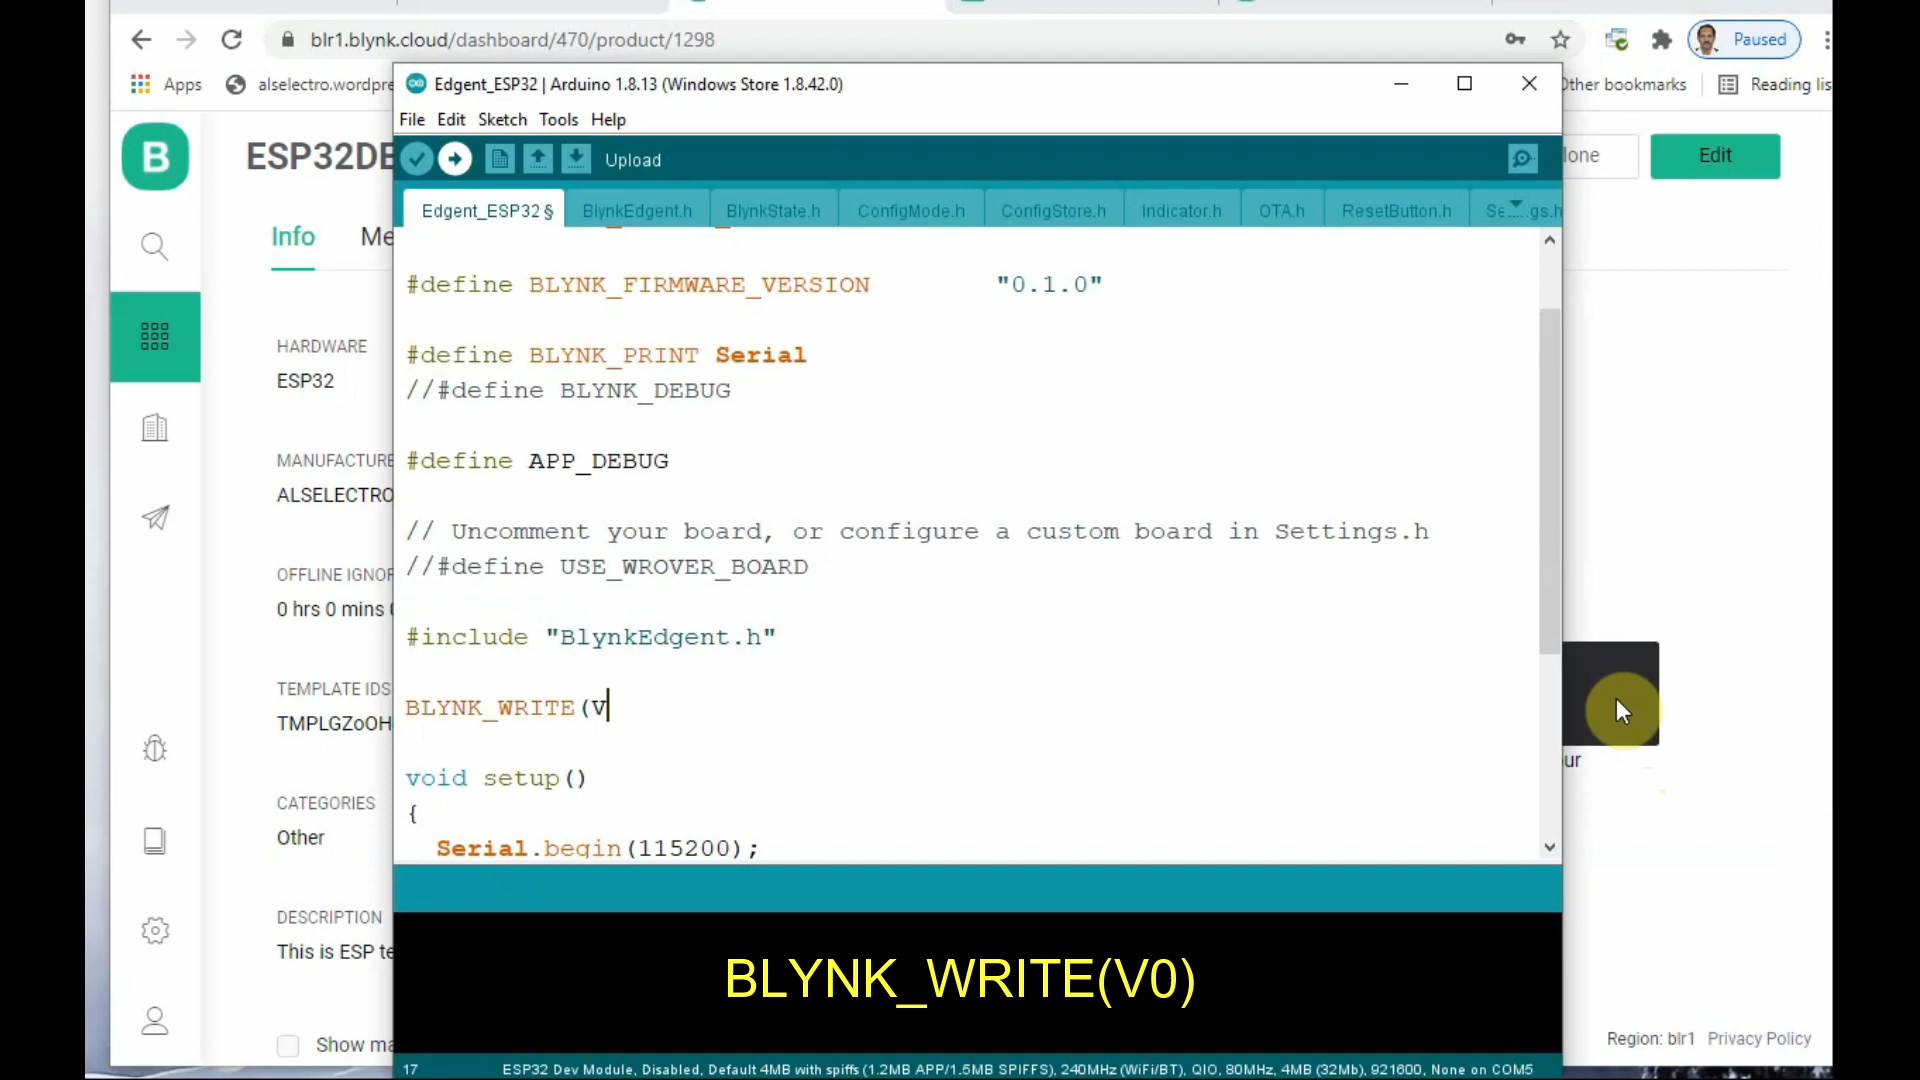 blr1.blynk.cloud/dashboard/470/product/1298
Paused
Apps
alselectro.wordpre
Other bookmarks
Reading lis
Edgent_ESP32 | Arduino 1.8.13 (Windows Store 1.8.42.0)
File Edit Sketch Tools Help
Upload
Edgent_ESP32 § BlynkEdgent.h BlynkState.h ConfigMode.h ConfigStore.h Indicator.h OTA.h ResetButton.h
B
ESP32DE
lone
Edit
Info
Me
HARDWARE
ESP32
MANUFACTURE
ALSELECTRO
OFFLINE IGNOR
0 hrs 0 mins
TEMPLATE IDS
TMPLGZoOH
CATEGORIES
Other
DESCRIPTION
This is ESP te
Show ma
#define BLYNK_FIRMWARE_VERSION "0.1.0"
#define BLYNK_PRINT Serial
//#define BLYNK_DEBUG
#define APP_DEBUG
// Uncomment your board, or configure a custom board in Settings.h
//#define USE_WROVER_BOARD
#include "BlynkEdgent.h"
BLYNK_WRITE(V
void setup()
{
Serial.begin(115200);
BLYNK_WRITE(V0)
ur
Region: blr1 Privacy Policy
17
ESP32 Dev Module, Disabled, Default 4MB with spiffs (1.2MB APP/1.5MB SPIFFS), 240MHz (WiFi/BT), QIO, 80MHz, 4MB (32Mb), 921600, None on COM5